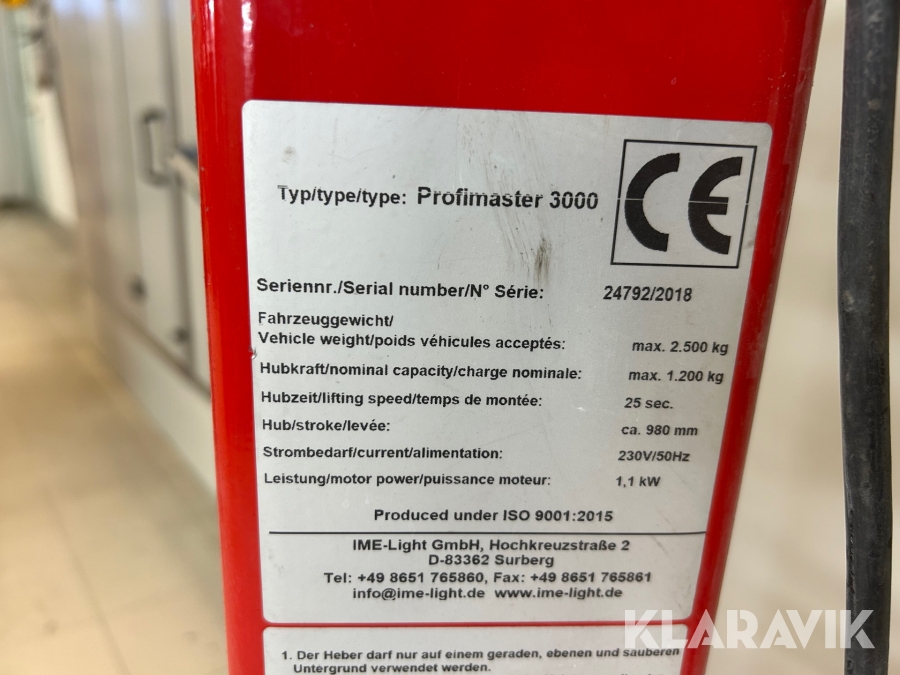 Typ/type/type: Profimaster 3000
CE
Seriennr./Serial number/N° Série: 24792/2018
Fahrzeuggewicht/
Vehicle weight/poids véhicules acceptés: max. 2.500 kg
Hubkraft/nominal capacity/charge nominale: max. 1.200 kg
Hubzeit/lifting speed/temps de montée: 25 sec.
Hub/stroke/levée: ca. 980 mm
Strombedarf/current/alimentation: 230V/50Hz
Leistung/motor power/puissance moteur: 1,1 kW
Produced under ISO 9001:2015
IME-Light GmbH, Hochkreuzstraße 2
D-83362 Surberg
Tel: +49 8651 765860, Fax: +49 8651 765861
info@ime-light.de www.ime-light.de
KLARAVIK
1. Der Heber darf nur auf einem geraden, ebenen und sauberen
Untergrund verwendet werden.